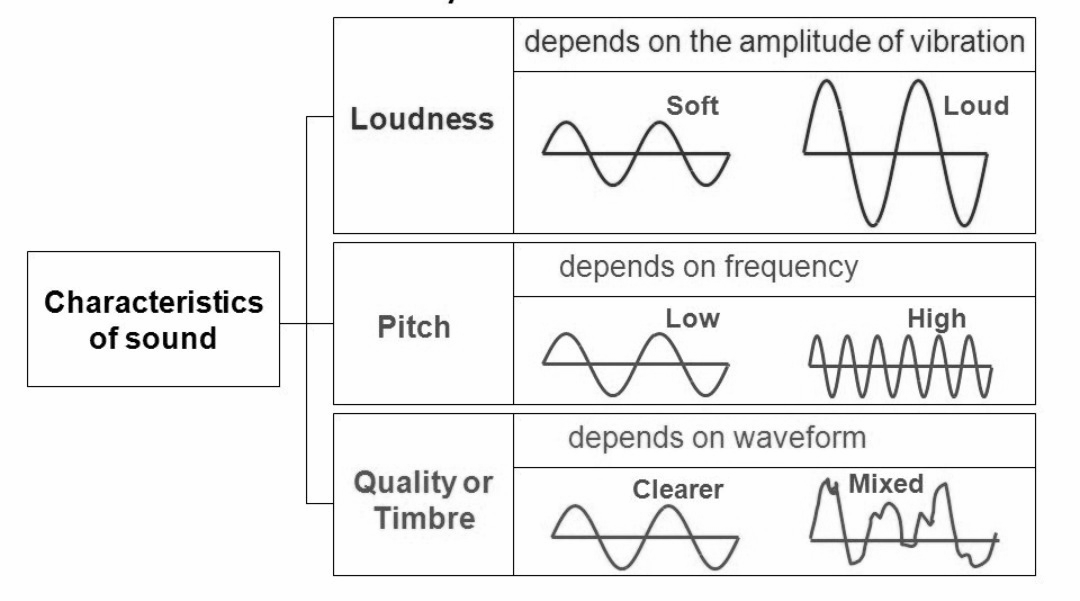 Characteristics
of sound
Loudness
depends on the amplitude of vibration
Soft
Loud
Pitch
depends on frequency
Low
High
Quality or
Timbre
depends on waveform
Clearer
Mixed